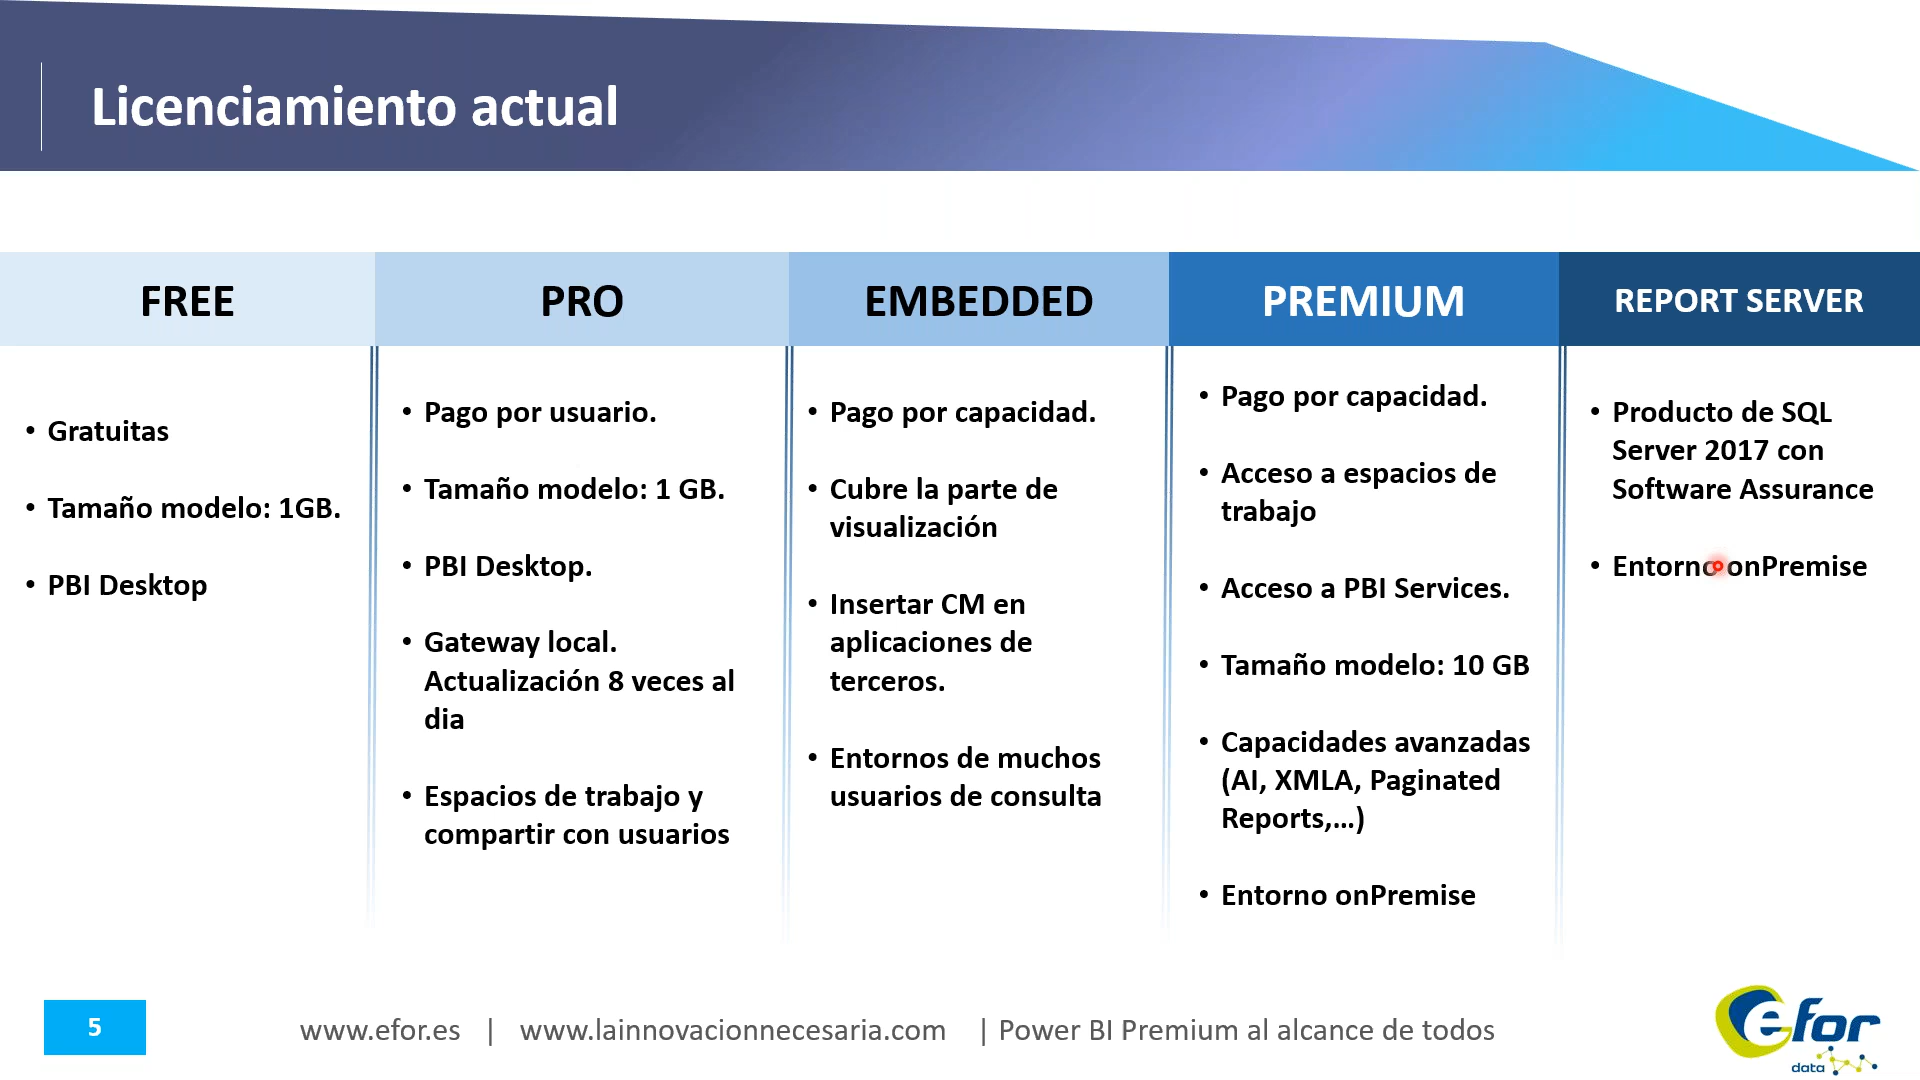 Licenciamiento actual
FREE
• Gratuitas
• Tamaño modelo: 1GB.
• PBI Desktop
PRO
• Pago por usuario.
• Tamaño modelo: 1 GB.
• PBI Desktop.
• Gateway local.
Actualización 8 veces al
dia
• Espacios de trabajo y
compartir con usuarios
EMBEDDED
• Pago por capacidad.
• Cubre la parte de
visualización
• Insertar CM en
aplicaciones de
terceros.
• Entornos de muchos
usuarios de consulta
PREMIUM
• Pago por capacidad.
• Acceso a espacios de
trabajo
• Acceso a PBI Services.
• Tamaño modelo: 10 GB
• Capacidades avanzadas
(AI, XMLA, Paginated
Reports,...)
• Entorno onPremise
REPORT SERVER
• Producto de SQL
Server 2017 con
Software Assurance
• Entorno onPremise
5
www.efor.es | www.lainnovacionnecesaria.com | Power BI Premium al alcance de todos
efor
data